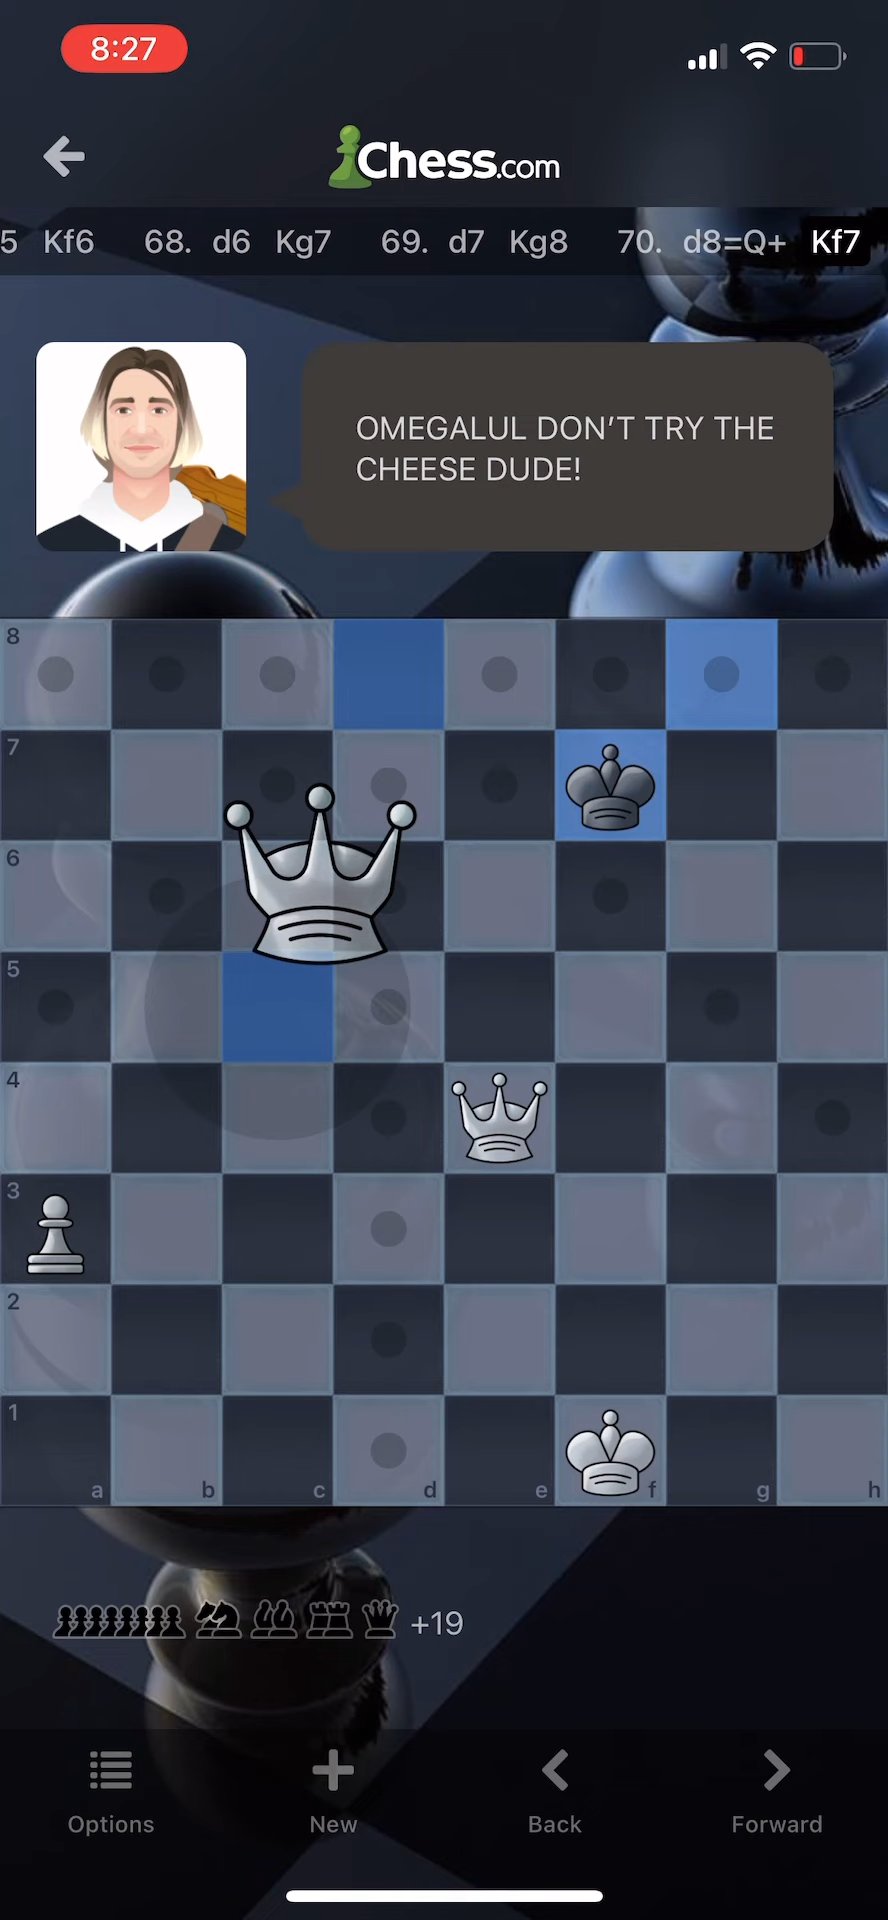 8:27
Chess.com
5 Kf6 68. d6 Kg7 69. d7 Kg8 70. d8=Q+ Kf7
OMEGALUL DON'T TRY THE
CHEESE DUDE!
8
7
6
5
4
3
2
1
a b c d e f g h
+19
Options New Back Forward